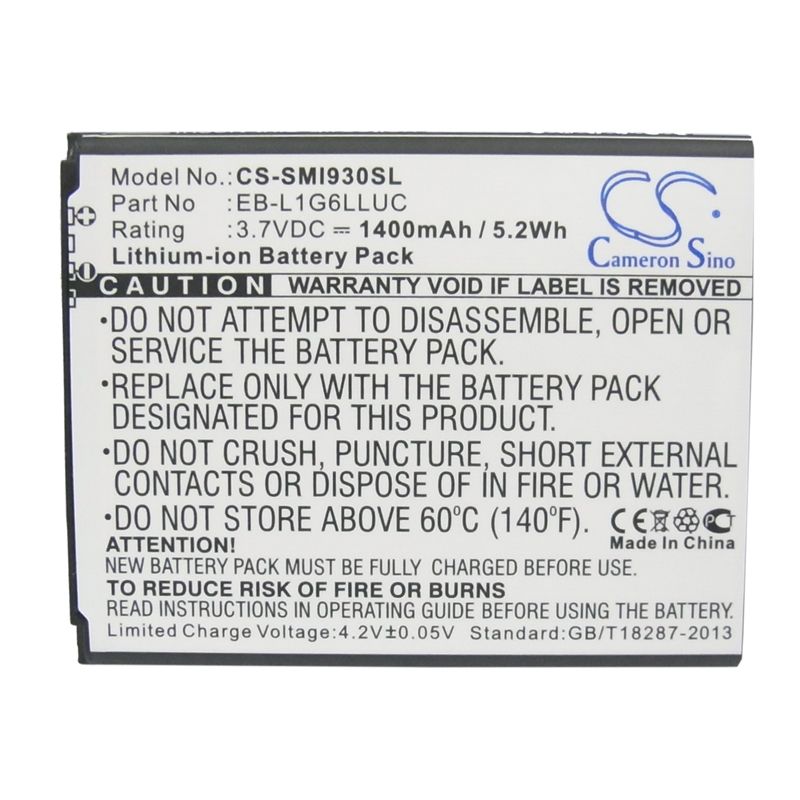 Model No.: CS-SMI930SL
Part No : EB-L1G6LLUC
Rating : 3.7VDC ⎓ 1400mAh / 5.2Wh
Lithium-ion Battery Pack
CS
Cameron Sino
CAUTION WARRANTY VOID IF LABEL IS REMOVED
•DO NOT ATTEMPT TO DISASSEMBLE, OPEN OR
SERVICE THE BATTERY PACK.
•REPLACE ONLY WITH THE BATTERY PACK
DESIGNATED FOR THIS PRODUCT.
•DO NOT CRUSH, PUNCTURE, SHORT EXTERNAL
CONTACTS OR DISPOSE OF IN FIRE OR WATER.
•DO NOT STORE ABOVE 60°C (140°F).
CE PCT
Made In China
ATTENTION:
NEW BATTERY PACK MUST BE FULLY CHARGED BEFORE USE.
TO REDUCE RISK OF FIRE OR BURNS
READ INSTRUCTIONS IN OPERATING GUIDE BEFORE USING THE BATTERY.
Limited Charge Voltage:4.2V±0.05V Standard:GB/T18287-2013